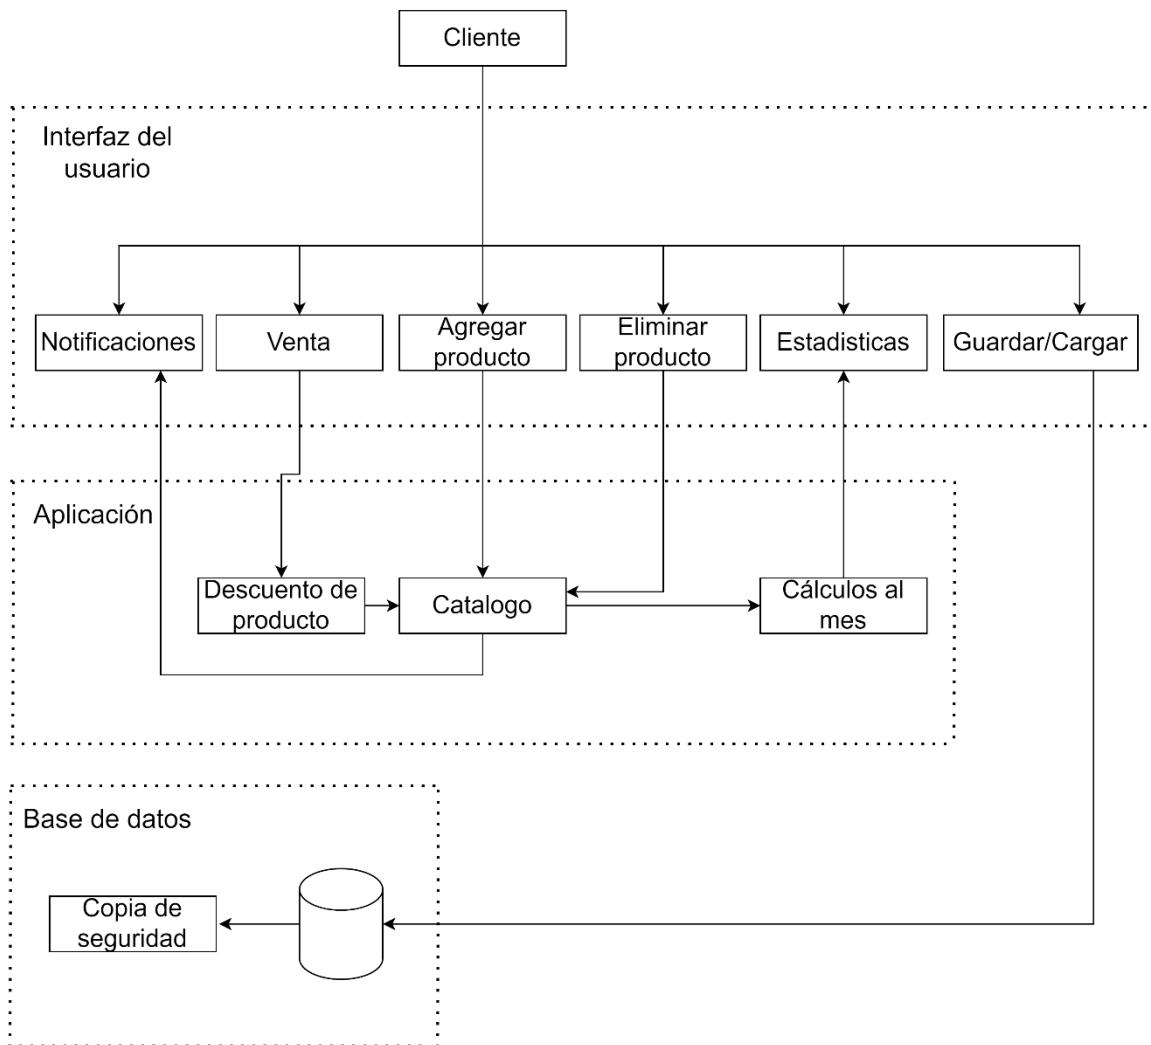 Cliente
Interfaz del
usuario
Notificaciones
Venta
Agregar
producto
Eliminar
producto
Estadisticas
Guardar/Cargar
Aplicación
Descuento de
producto
Catalogo
Cálculos al
mes
Base de datos
Copia de
seguridad